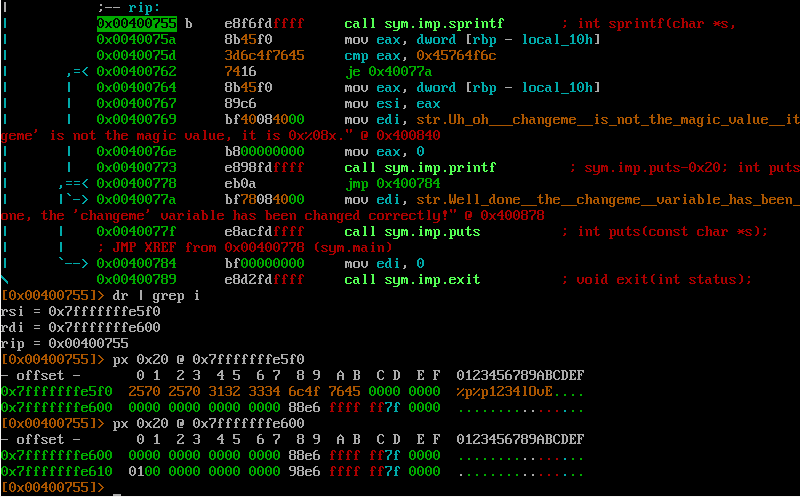 ;-- rip:
0x00400755 b e8f6fdffff call sym.imp.sprintf ; int sprintf(char *s,
0x0040075a 8b45f0 mov eax, dword [rbp - local_10h]
0x0040075d 3d6c4f7645 cmp eax, 0x45764f6c
,=< 0x00400762 7416 je 0x40077a
| 0x00400764 8b45f0 mov eax, dword [rbp - local_10h]
| 0x00400767 89c6 mov esi, eax
| 0x00400769 bf40084000 mov edi, str.Uh_oh___changeme__is_not_the_magic_value__it
geme' is not the magic value, it is 0x%08x." @ 0x400840
| 0x0040076e b800000000 mov eax, 0
| 0x00400773 e898fdffff call sym.imp.printf ; sym.imp.puts-0x20; int puts
,==< 0x00400778 eb0a jmp 0x400784
|`-> 0x0040077a bf78084000 mov edi, str.Well_done__the__changeme__variable_has_been_
one, the 'changeme' variable has been changed correctly!" @ 0x400878
| 0x0040077f e8acfdffff call sym.imp.puts ; int puts(const char *s);
| ; JMP XREF from 0x00400778 (sym.main)
`--> 0x00400784 bf00000000 mov edi, 0
\ 0x00400789 e8d2fdffff call sym.imp.exit ; void exit(int status);
[0x00400755]> dr | grep i
rsi = 0x7fffffffe5f0
rdi = 0x7fffffffe600
rip = 0x00400755
[0x00400755]> px 0x20 @ 0x7fffffffe5f0
- offset - 0 1 2 3 4 5 6 7 8 9 A B C D E F 0123456789ABCDEF
0x7fffffffe5f0 2570 2570 3132 3334 6c4f 7645 0000 0000 %p%p1234lOvE....
0x7fffffffe600 0000 0000 0000 0000 88e6 ffff ff7f 0000 ................
[0x00400755]> px 0x20 @ 0x7fffffffe600
- offset - 0 1 2 3 4 5 6 7 8 9 A B C D E F 0123456789ABCDEF
0x7fffffffe600 0000 0000 0000 0000 88e6 ffff ff7f 0000 ................
0x7fffffffe610 0100 0000 0000 0000 98e6 ffff ff7f 0000 ................
[0x00400755]> _